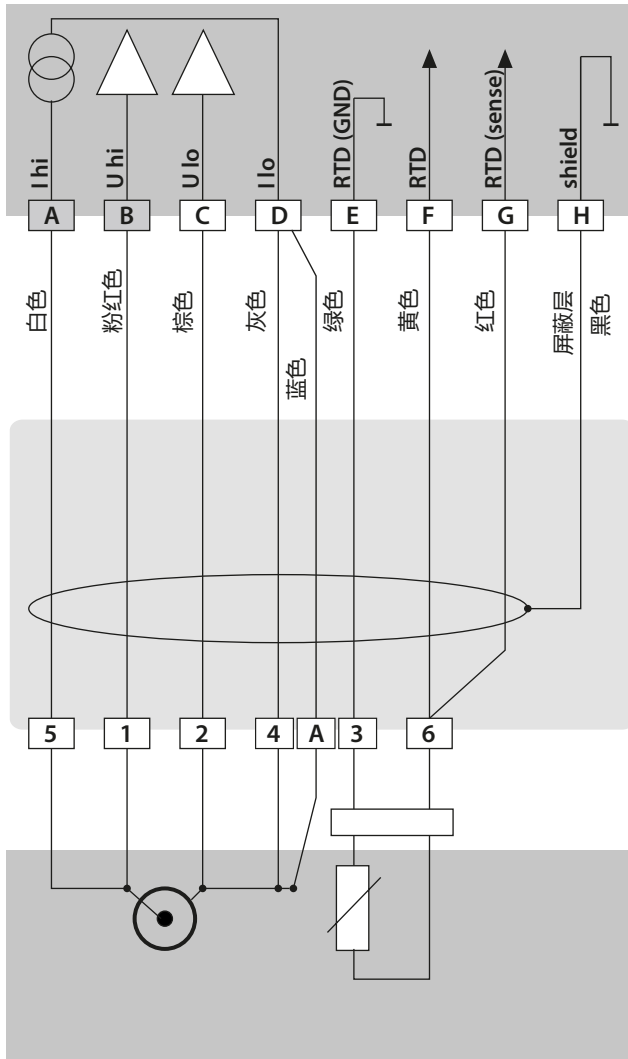 I hi
U hi
U lo
I lo
RTD (GND)
RTD
RTD (sense)
shield
A
B
C
D
E
F
G
H
白色
粉红色
棕色
灰色
蓝色
绿色
黄色
红色
屏蔽层
黑色
5
1
2
4
A
3
6